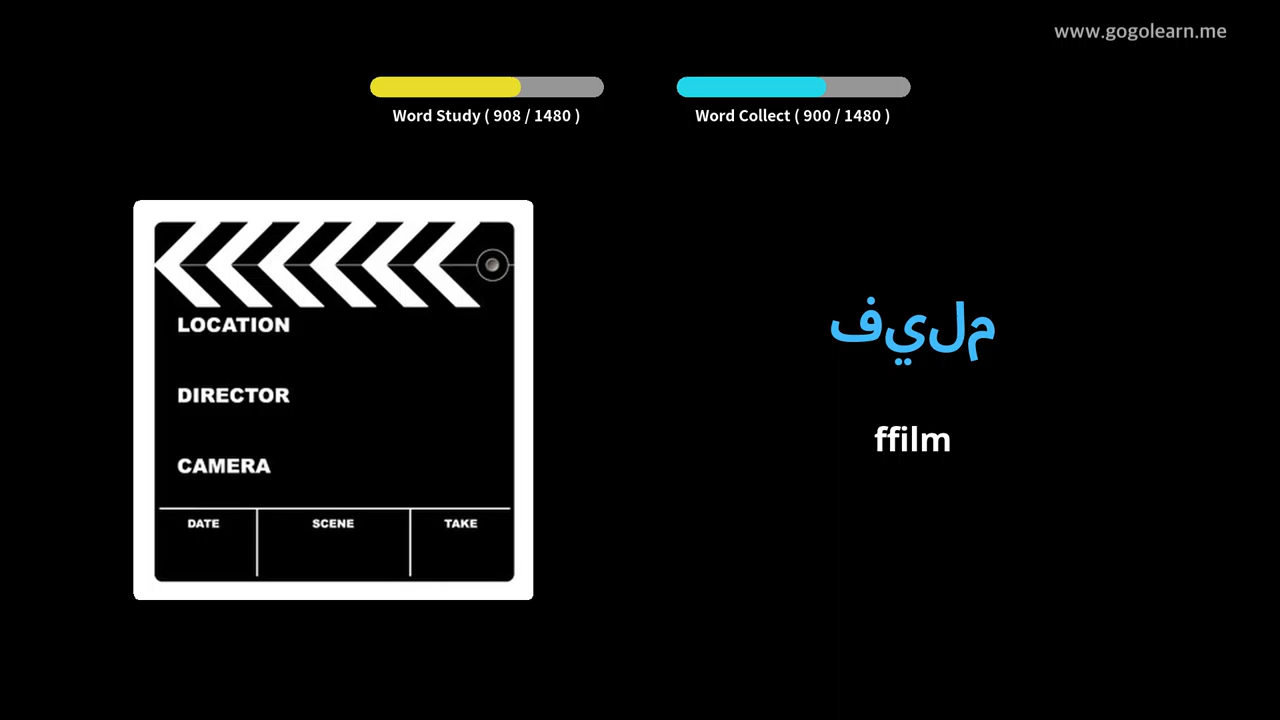 www.gogolearn.me
Word Study ( 908 / 1480 )
Word Collect ( 900 / 1480 )
LOCATION
DIRECTOR
CAMERA
DATE
SCENE
TAKE
فيلم
ffilm